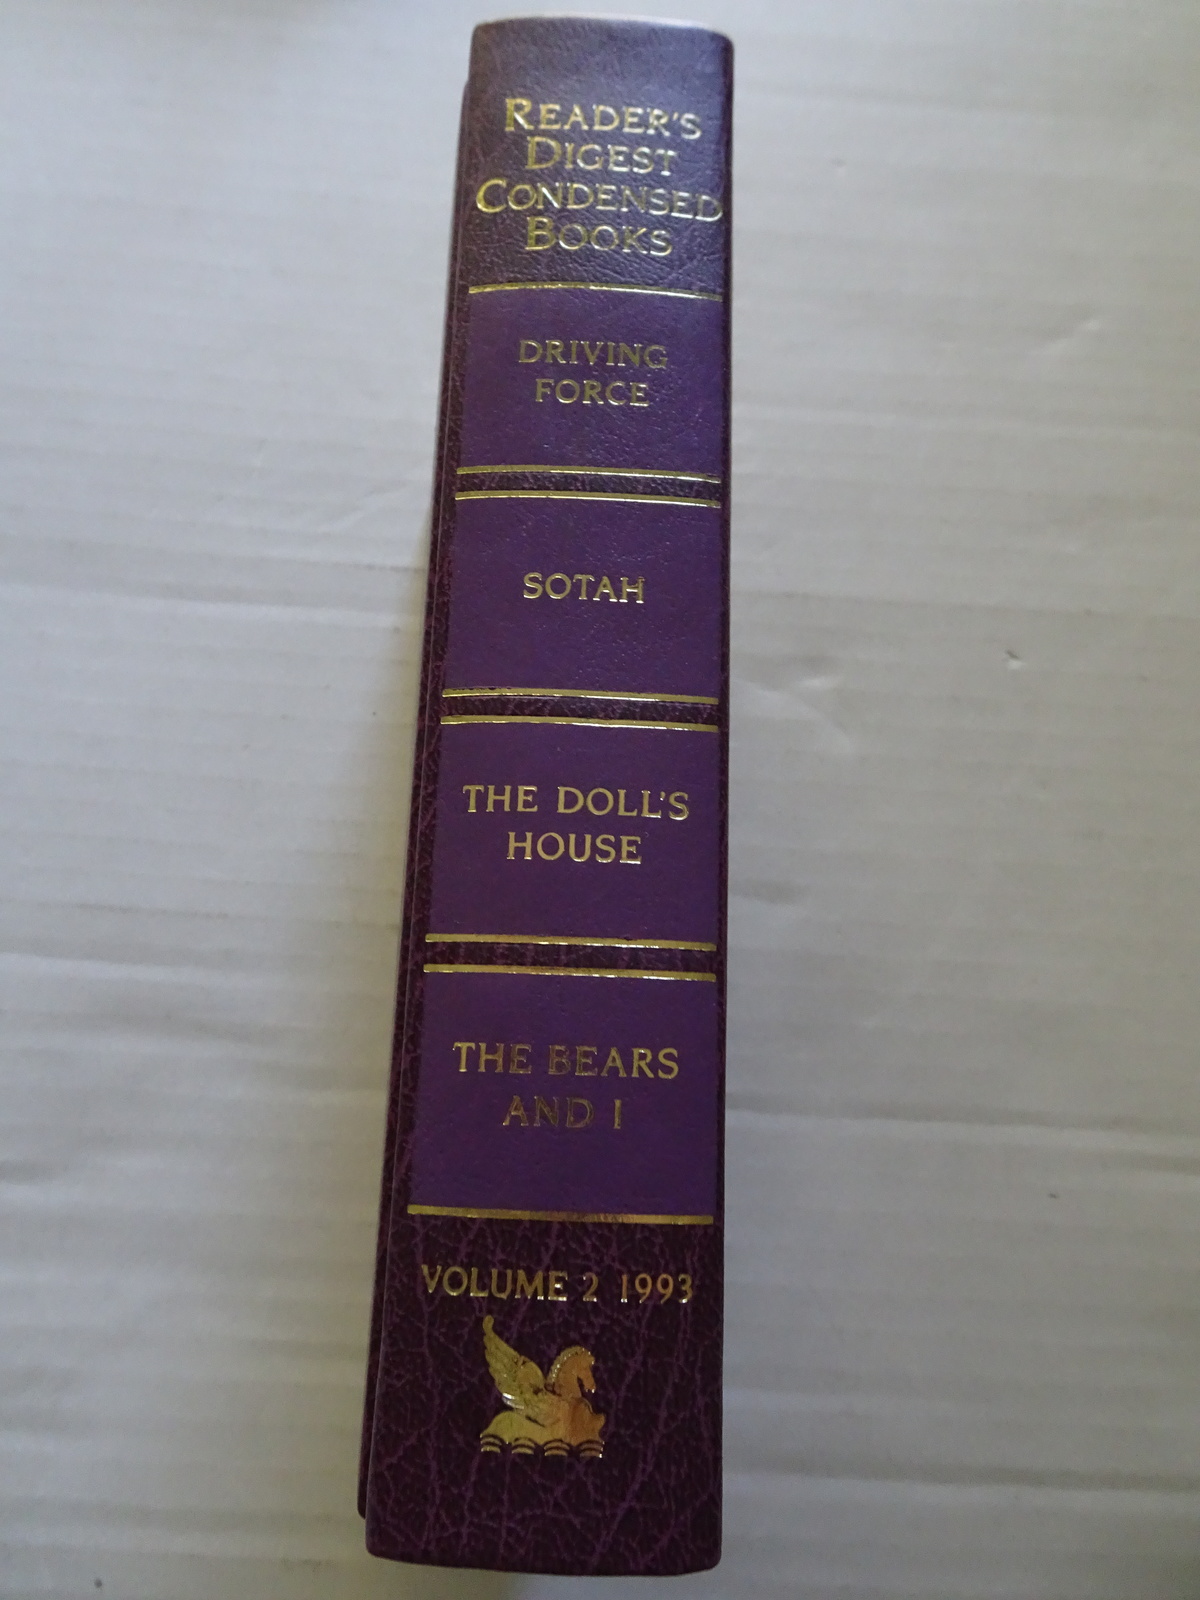 READER'S
DIGEST
CONDENSED
BOOKS
DRIVING
FORCE
SOTAH
THE DOLL'S
HOUSE
THE BEARS
AND I
VOLUME 2 1993